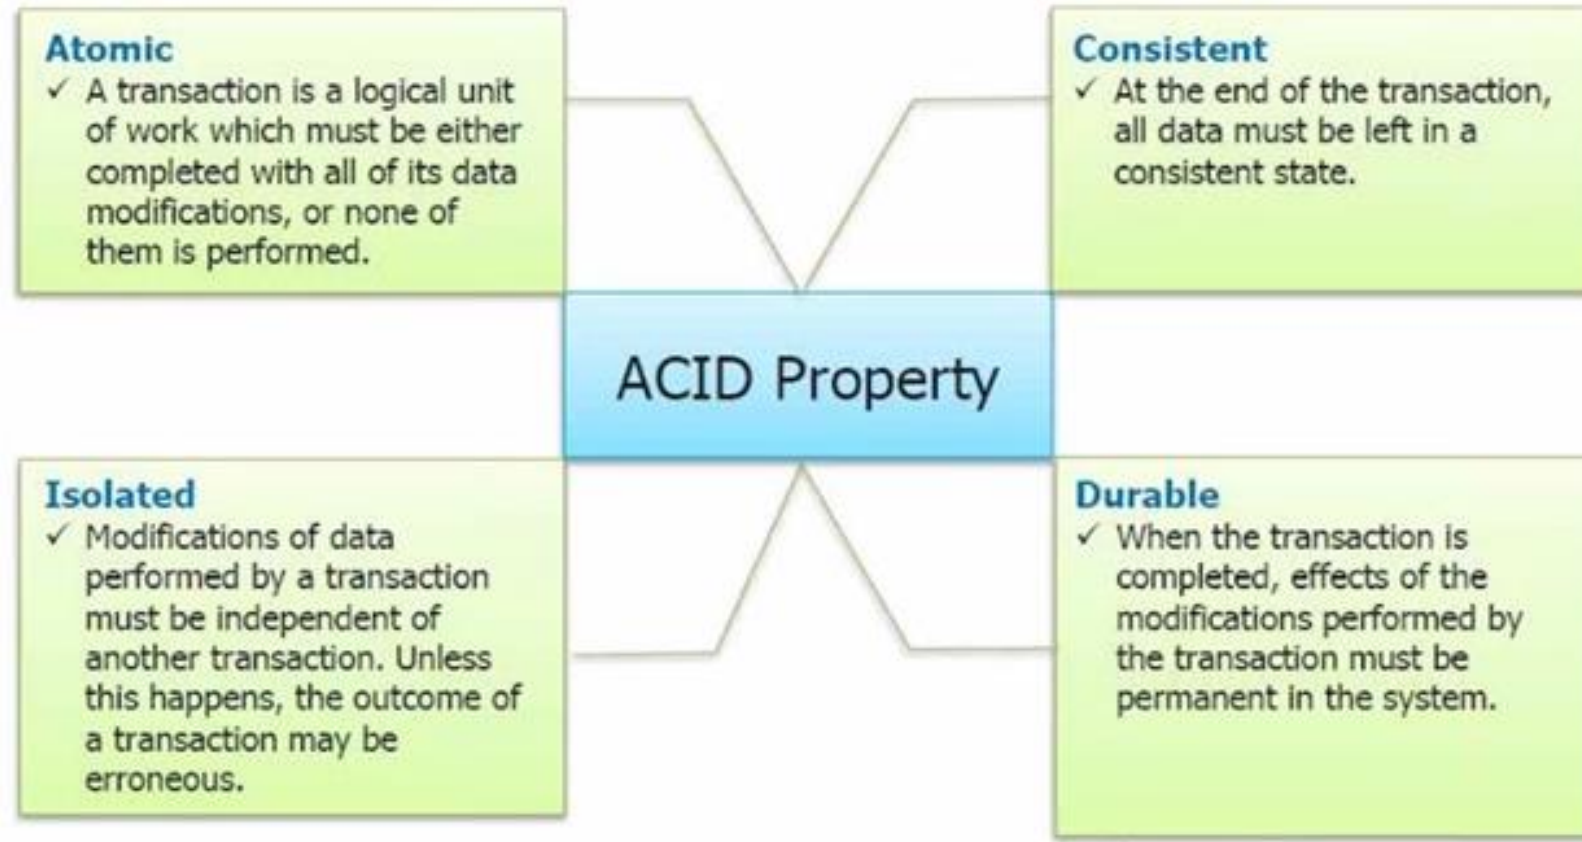 Atomic
✓ A transaction is a logical unit
of work which must be either
completed with all of its data
modifications, or none of
them is performed.
Consistent
✓ At the end of the transaction,
all data must be left in a
consistent state.
ACID Property
Isolated
✓ Modifications of data
performed by a transaction
must be independent of
another transaction. Unless
this happens, the outcome of
a transaction may be
erroneous.
Durable
✓ When the transaction is
completed, effects of the
modifications performed by
the transaction must be
permanent in the system.